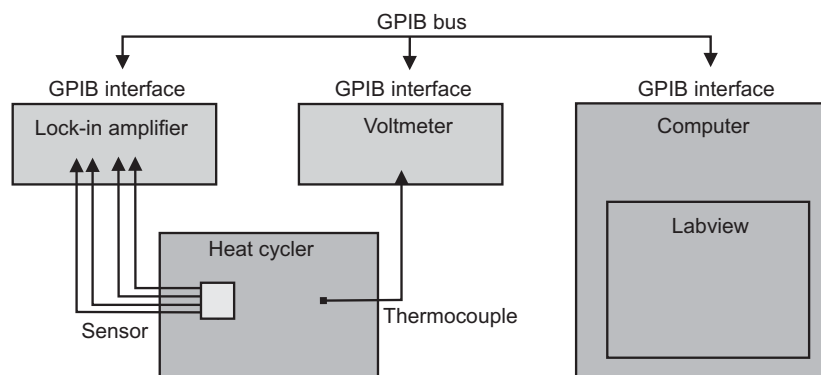 GPIB bus
GPIB interface
GPIB interface
GPIB interface
Lock-in amplifier
Voltmeter
Computer
Heat cycler
Labview
Sensor
Thermocouple